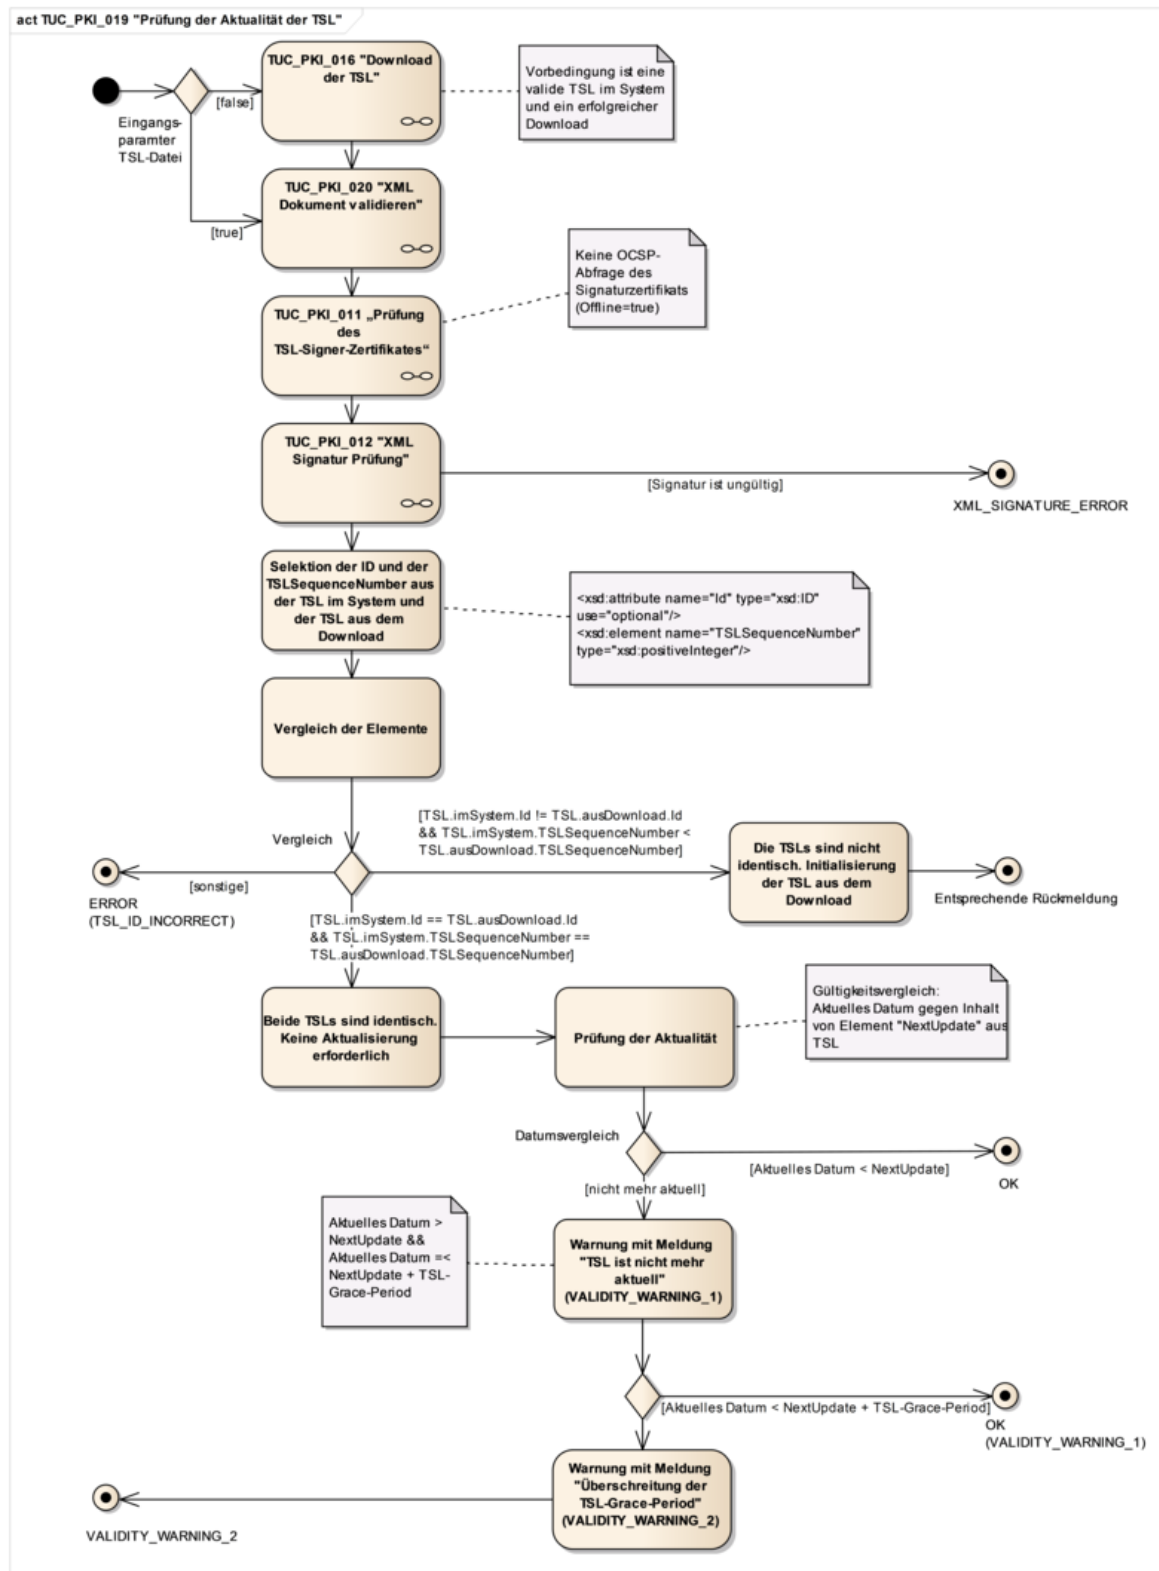 act TUC_PKI_019 "Prüfung der Aktualität der TSL"
TUC_PKI_016 "Download
der TSL"
Vorbedingung ist eine
valide TSL im System
und ein erfolgreicher
Download
[false]
Eingangs-
paramter
TSL-Datei
TUC_PKI_020 "XML
Dokument validieren"
[true]
Keine OCSP-
Abfrage des
Signaturzertifikats
(Offline=true)
TUC_PKI_011 „Prüfung
des
TSL-Signer-Zertifikates“
TUC_PKI_012 "XML
Signatur Prüfung"
[Signatur ist ungültig]
XML_SIGNATURE_ERROR
Selektion der ID und der
TSLSequenceNumber aus
der TSL im System und
der TSL aus dem
Download
<xsd:attribute name="Id" type="xsd:ID"
use="optional"/>
<xsd:element name="TSLSequenceNumber"
type="xsd:positiveInteger"/>
Vergleich der Elemente
[TSL.imSystem.Id != TSL.ausDownload.Id
&& TSL.imSystem.TSLSequenceNumber <
TSL.ausDownload.TSLSequenceNumber]
Vergleich
Die TSLs sind nicht
identisch. Initialisierung
der TSL aus dem
Download
[sonstige]
ERROR
(TSL_ID_INCORRECT)
Entsprechende Rückmeldung
[TSL.imSystem.Id == TSL.ausDownload.Id
&& TSL.imSystem.TSLSequenceNumber ==
TSL.ausDownload.TSLSequenceNumber]
Gültigkeitsvergleich:
Aktuelles Datum gegen Inhalt
von Element "NextUpdate" aus
TSL
Beide TSLs sind identisch.
Keine Aktualisierung
erforderlich
Prüfung der Aktualität
Datumsvergleich
[Aktuelles Datum < NextUpdate]
OK
[nicht mehr aktuell]
Aktuelles Datum >
NextUpdate &&
Aktuelles Datum =<
NextUpdate + TSL-
Grace-Period
Warnung mit Meldung
"TSL ist nicht mehr
aktuell"
(VALIDITY_WARNING_1)
[Aktuelles Datum < NextUpdate + TSL-Grace-Period]
OK
(VALIDITY_WARNING_1)
Warnung mit Meldung
"Überschreitung der
TSL-Grace-Period"
(VALIDITY_WARNING_2)
VALIDITY_WARNING_2